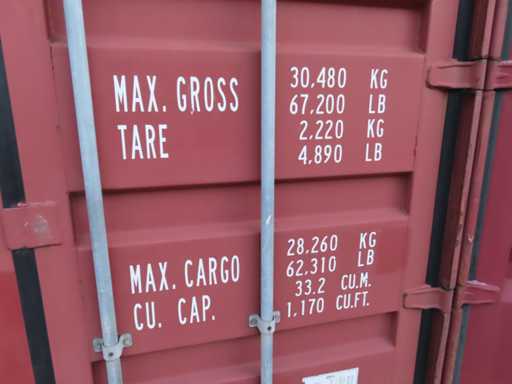 MAX. GROSS 30,480 KG
67,200 LB
TARE 2,220 KG
4,890 LB
MAX. CARGO 28,260 KG
62,310 LB
CU. CAP. 33.2 CU.M.
1,170 CU.FT.